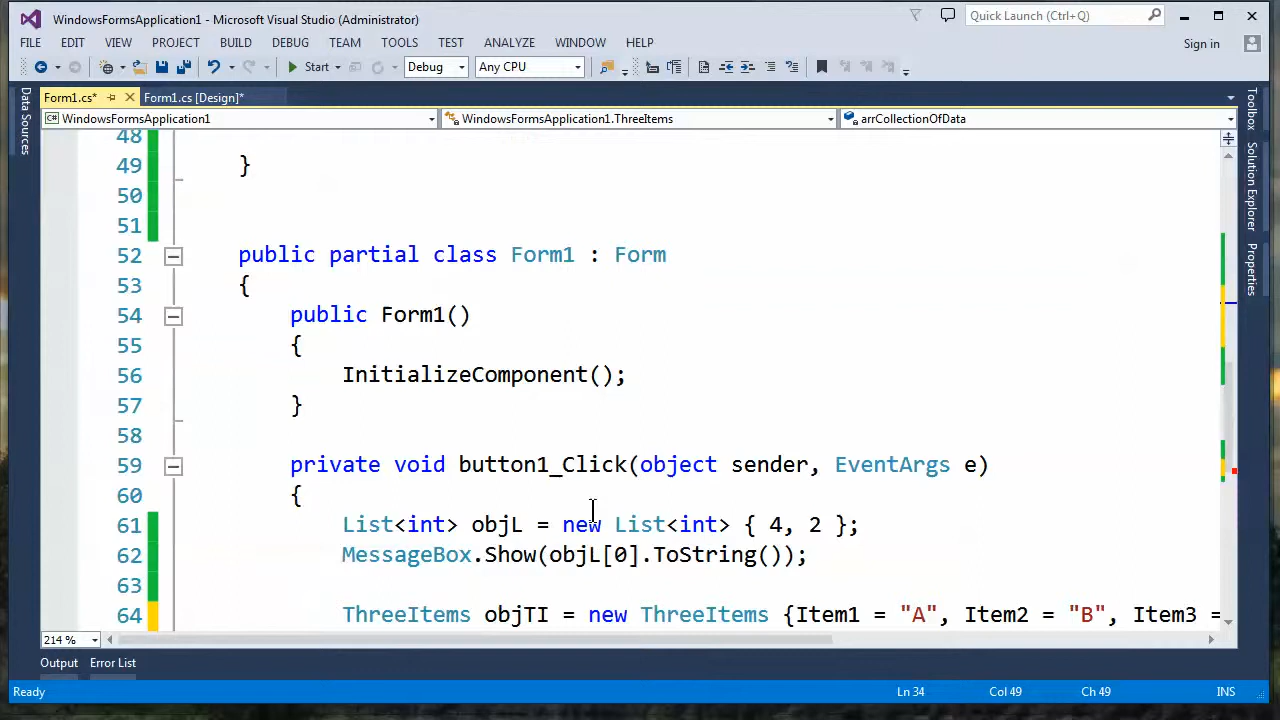 WindowsFormsApplication1 - Microsoft Visual Studio (Administrator)
Quick Launch (Ctrl+Q)
FILE EDIT VIEW PROJECT BUILD DEBUG TEAM TOOLS TEST ANALYZE WINDOW HELP
Sign in
Start Debug Any CPU
Form1.cs* Form1.cs [Design]*
WindowsFormsApplication1 WindowsFormsApplication1.ThreeItems arrCollectionOfData
Data Sources
Toolbox
Solution Explorer
Properties
48
49 }
50
51
52 public partial class Form1 : Form
53 {
54 public Form1()
55 {
56 InitializeComponent();
57 }
58
59 private void button1_Click(object sender, EventArgs e)
60 {
61 List<int> objL = new List<int> { 4, 2 };
62 MessageBox.Show(objL[0].ToString());
63
64 ThreeItems objTI = new ThreeItems {Item1 = "A", Item2 = "B", Item3 =
214 %
Output Error List
Ready Ln 34 Col 49 Ch 49 INS